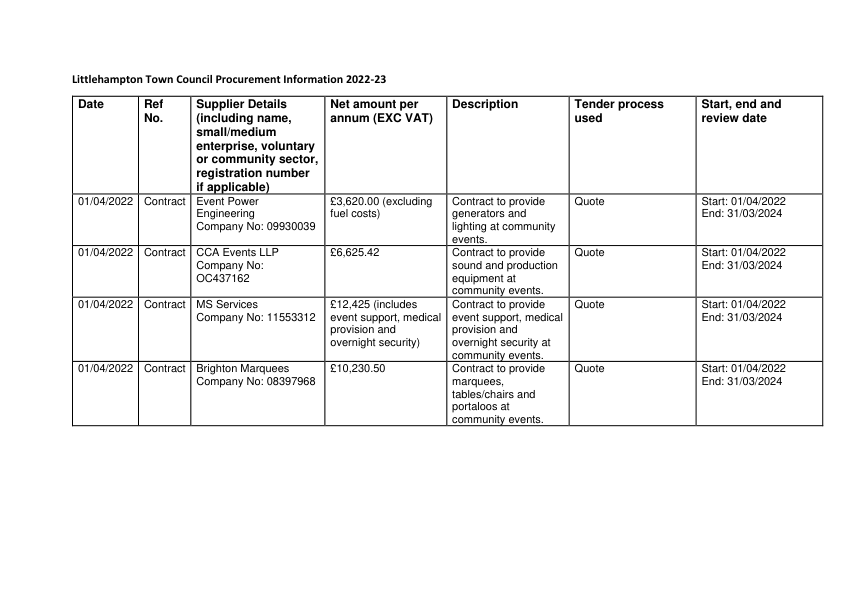 Littlehampton Town Council Procurement Information 2022-23
Date
Ref
No.
Supplier Details
(including name,
small/medium
enterprise, voluntary
or community sector,
registration number
if applicable)
Net amount per
annum (EXC VAT)
Description
Tender process
used
Start, end and
review date
01/04/2022
Contract
Event Power
Engineering
Company No: 09930039
£3,620.00 (excluding
fuel costs)
Contract to provide
generators and
lighting at community
events.
Quote
Start: 01/04/2022
End: 31/03/2024
01/04/2022
Contract
CCA Events LLP
Company No:
OC437162
£6,625.42
Contract to provide
sound and production
equipment at
community events.
Quote
Start: 01/04/2022
End: 31/03/2024
01/04/2022
Contract
MS Services
Company No: 11553312
£12,425 (includes
event support, medical
provision and
overnight security)
Contract to provide
event support, medical
provision and
overnight security at
community events.
Quote
Start: 01/04/2022
End: 31/03/2024
01/04/2022
Contract
Brighton Marquees
Company No: 08397968
£10,230.50
Contract to provide
marquees,
tables/chairs and
portaloos at
community events.
Quote
Start: 01/04/2022
End: 31/03/2024